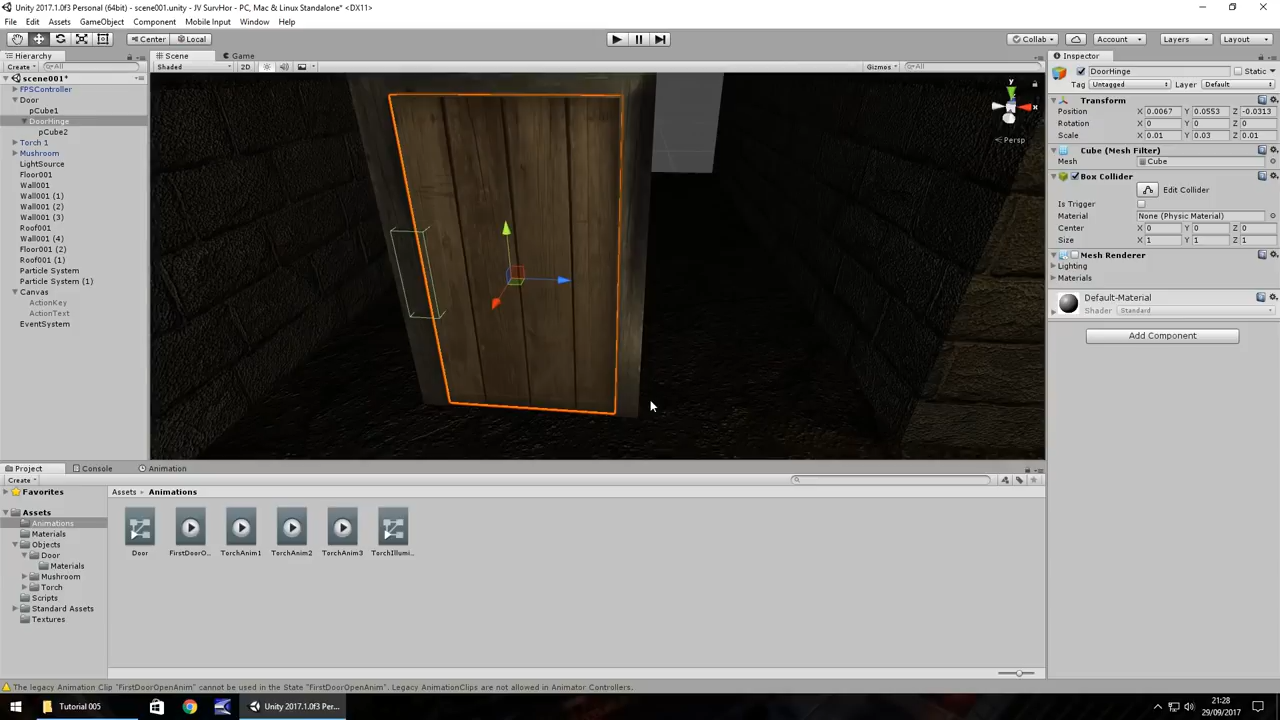 Unity 2017.1.0f3 Personal (64bit) - scene001.unity - JV SurvHor - PC, Mac & Linux Standalone* <DX11>
File Edit Assets GameObject Component Mobile Input Window Help
Center Local Collab Account Layers Layout
Hierarchy Scene Game Inspector
Create All Shaded 2D Gizmos All
scene001*
FPSController
Door
pCube1
DoorHinge
pCube2
Torch 1
Mushroom
LightSource
Floor001
Wall001
Wall001 (1)
Wall001 (2)
Wall001 (3)
Roof001
Wall001 (4)
Floor001 (2)
Roof001 (1)
Particle System
Particle System (1)
Canvas
ActionKey
ActionText
EventSystem
y
x
Persp
DoorHinge Static
Tag Untagged Layer Default
Transform
Position X 0.0067 Y 0.0553 Z -0.0313
Rotation X 0 Y 0 Z 0
Scale X 0.01 Y 0.03 Z 0.01
Cube (Mesh Filter)
Mesh Cube
Box Collider
Edit Collider
Is Trigger
Material None (Physic Material)
Center X 0 Y 0 Z 0
Size X 1 Y 1 Z 1
Mesh Renderer
Lighting
Materials
Default-Material
Shader Standard
Add Component
Project Console Animation
Create
Favorites
Assets
Animations
Materials
Objects
Door
Materials
Mushroom
Torch
Scripts
Standard Assets
Textures
Assets Animations
Door FirstDoorO... TorchAnim1 TorchAnim2 TorchAnim3 TorchIllumi...
The legacy Animation Clip "FirstDoorOpenAnim" cannot be used in the State "FirstDoorOpenAnim". Legacy AnimationClips are not allowed in Animator Controllers.
Tutorial 005 Unity 2017.1.0f3 Per...
21:28
29/09/2017